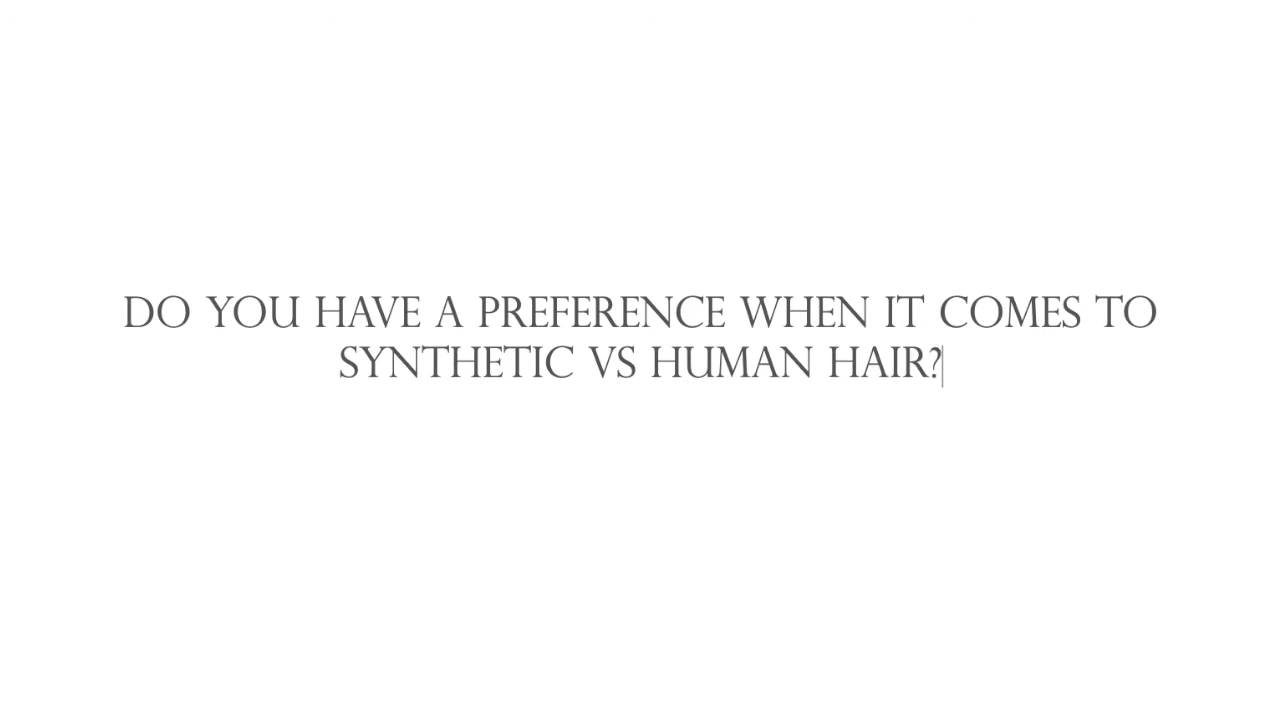 DO YOU HAVE A PREFERENCE WHEN IT COMES TO
SYNTHETIC VS HUMAN HAIR?